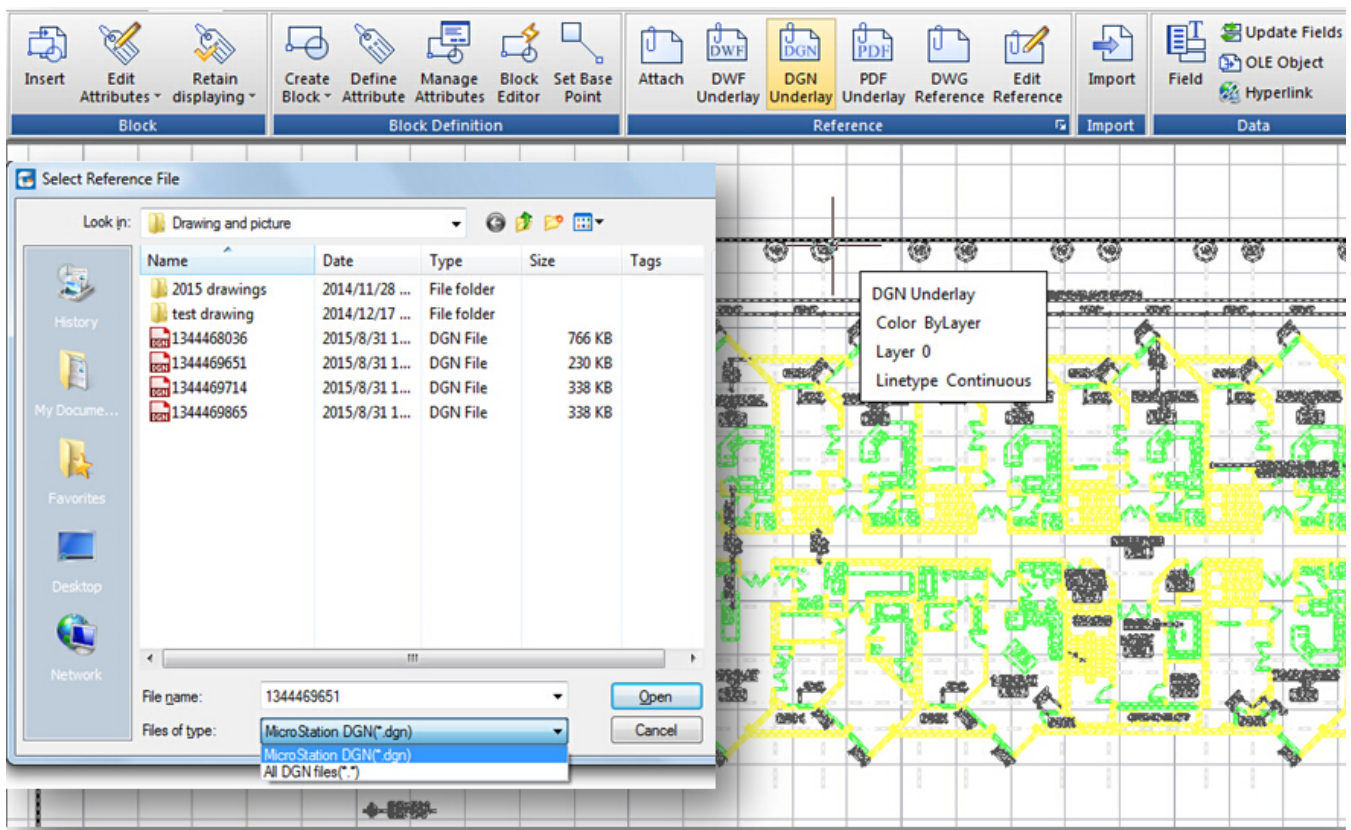 Insert
Edit
Attributes
Retain
displaying
Block
Create
Block
Define
Attribute
Manage
Attributes
Block
Editor
Set Base
Point
Block Definition
Attach
DWF
DWF
Underlay
DGN
DGN
Underlay
PDF
PDF
Underlay
DWG
Reference
Edit
Reference
Reference
Import
Import
Field
Update Fields
OLE Object
Hyperlink
Data
Select Reference File
Look in: Drawing and picture
Name Date Type Size Tags
2015 drawings 2014/11/28 ... File folder
test drawing 2014/12/17 ... File folder
DGN 1344468036 2015/8/31 1... DGN File 766 KB
DGN 1344469651 2015/8/31 1... DGN File 230 KB
DGN 1344469714 2015/8/31 1... DGN File 338 KB
DGN 1344469865 2015/8/31 1... DGN File 338 KB
History
My Docume...
Favorites
Desktop
Network
File name: 1344469651 Open
Files of type: MicroStation DGN(*.dgn) Cancel
MicroStation DGN(*.dgn)
All DGN files(*.*)
DGN Underlay
Color ByLayer
Layer 0
Linetype Continuous